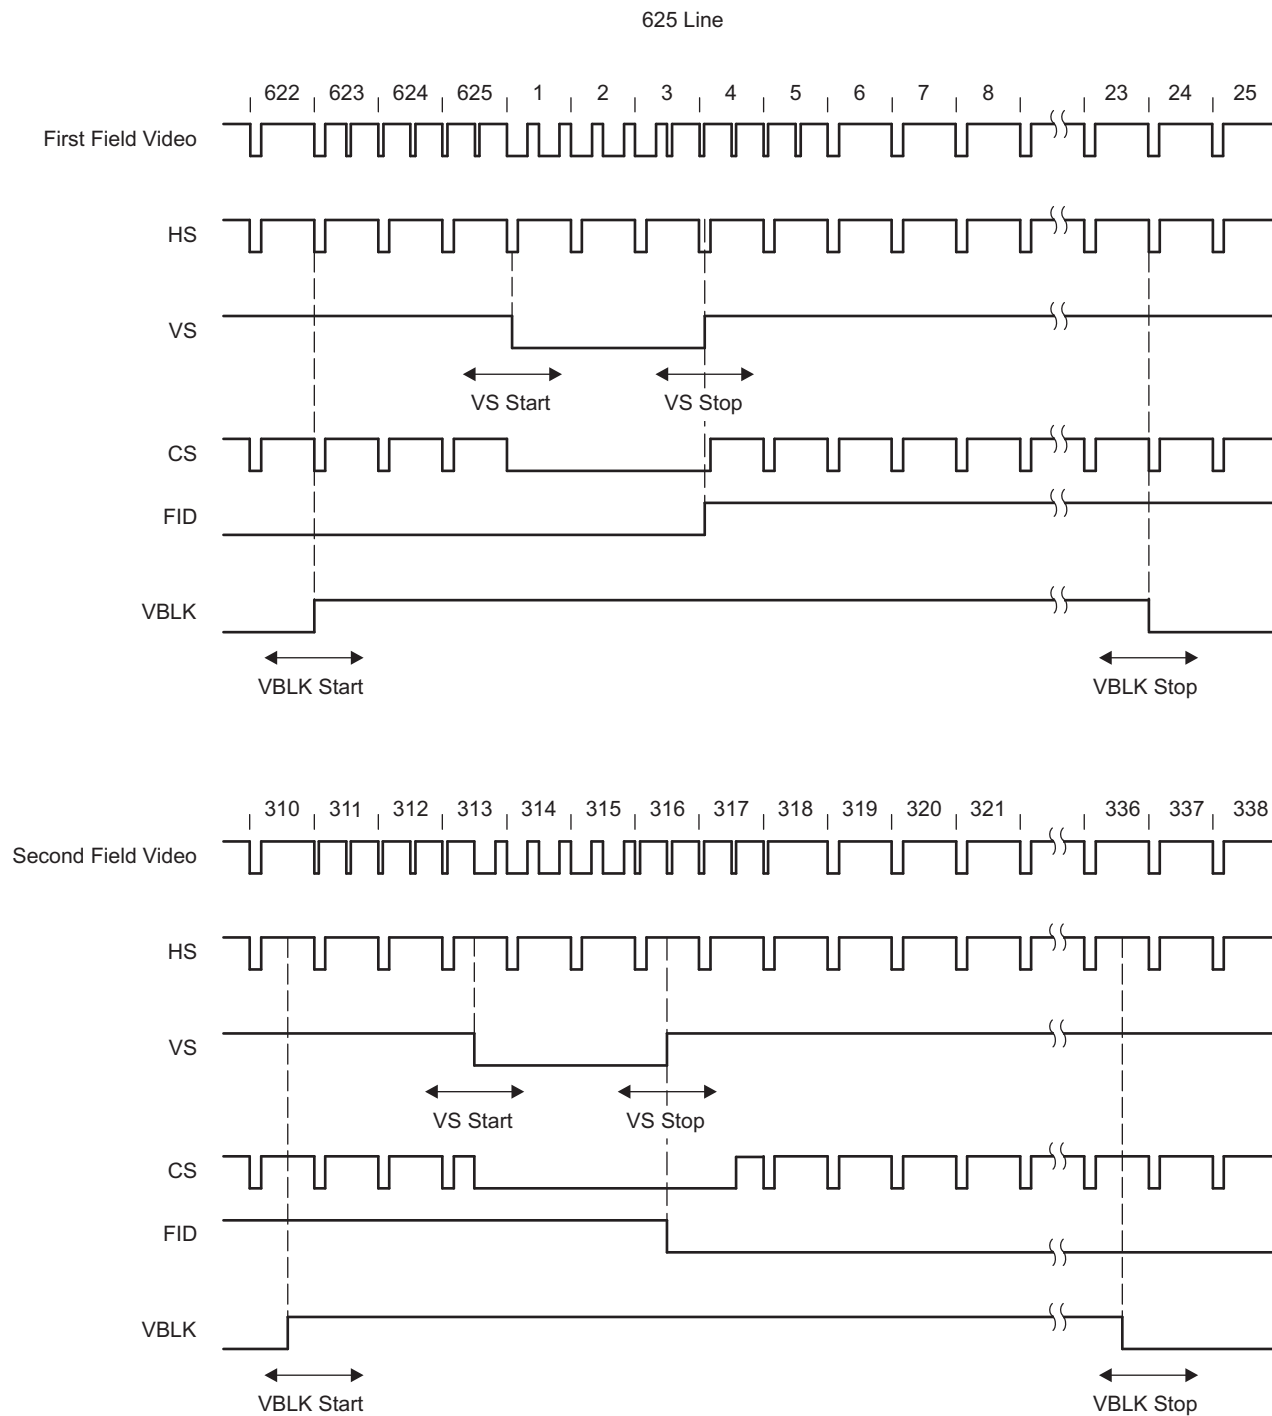 625 Line
622 623 624 625 1 2 3 4 5 6 7 8 23 24 25
First Field Video
HS
VS
VS Start VS Stop
CS
FID
VBLK
VBLK Start VBLK Stop
310 311 312 313 314 315 316 317 318 319 320 321 336 337 338
Second Field Video
HS
VS
VS Start VS Stop
CS
FID
VBLK
VBLK Start VBLK Stop